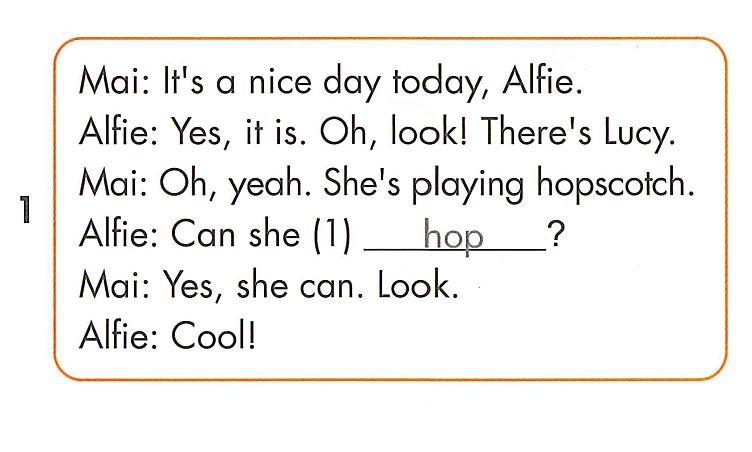 Mai: It's a nice day today, Alfie.
Alfie: Yes, it is. Oh, look! There's Lucy.
Mai: Oh, yeah. She's playing hopscotch.
1
Alfie: Can she (1) hop?
Mai: Yes, she can. Look.
Alfie: Cool!